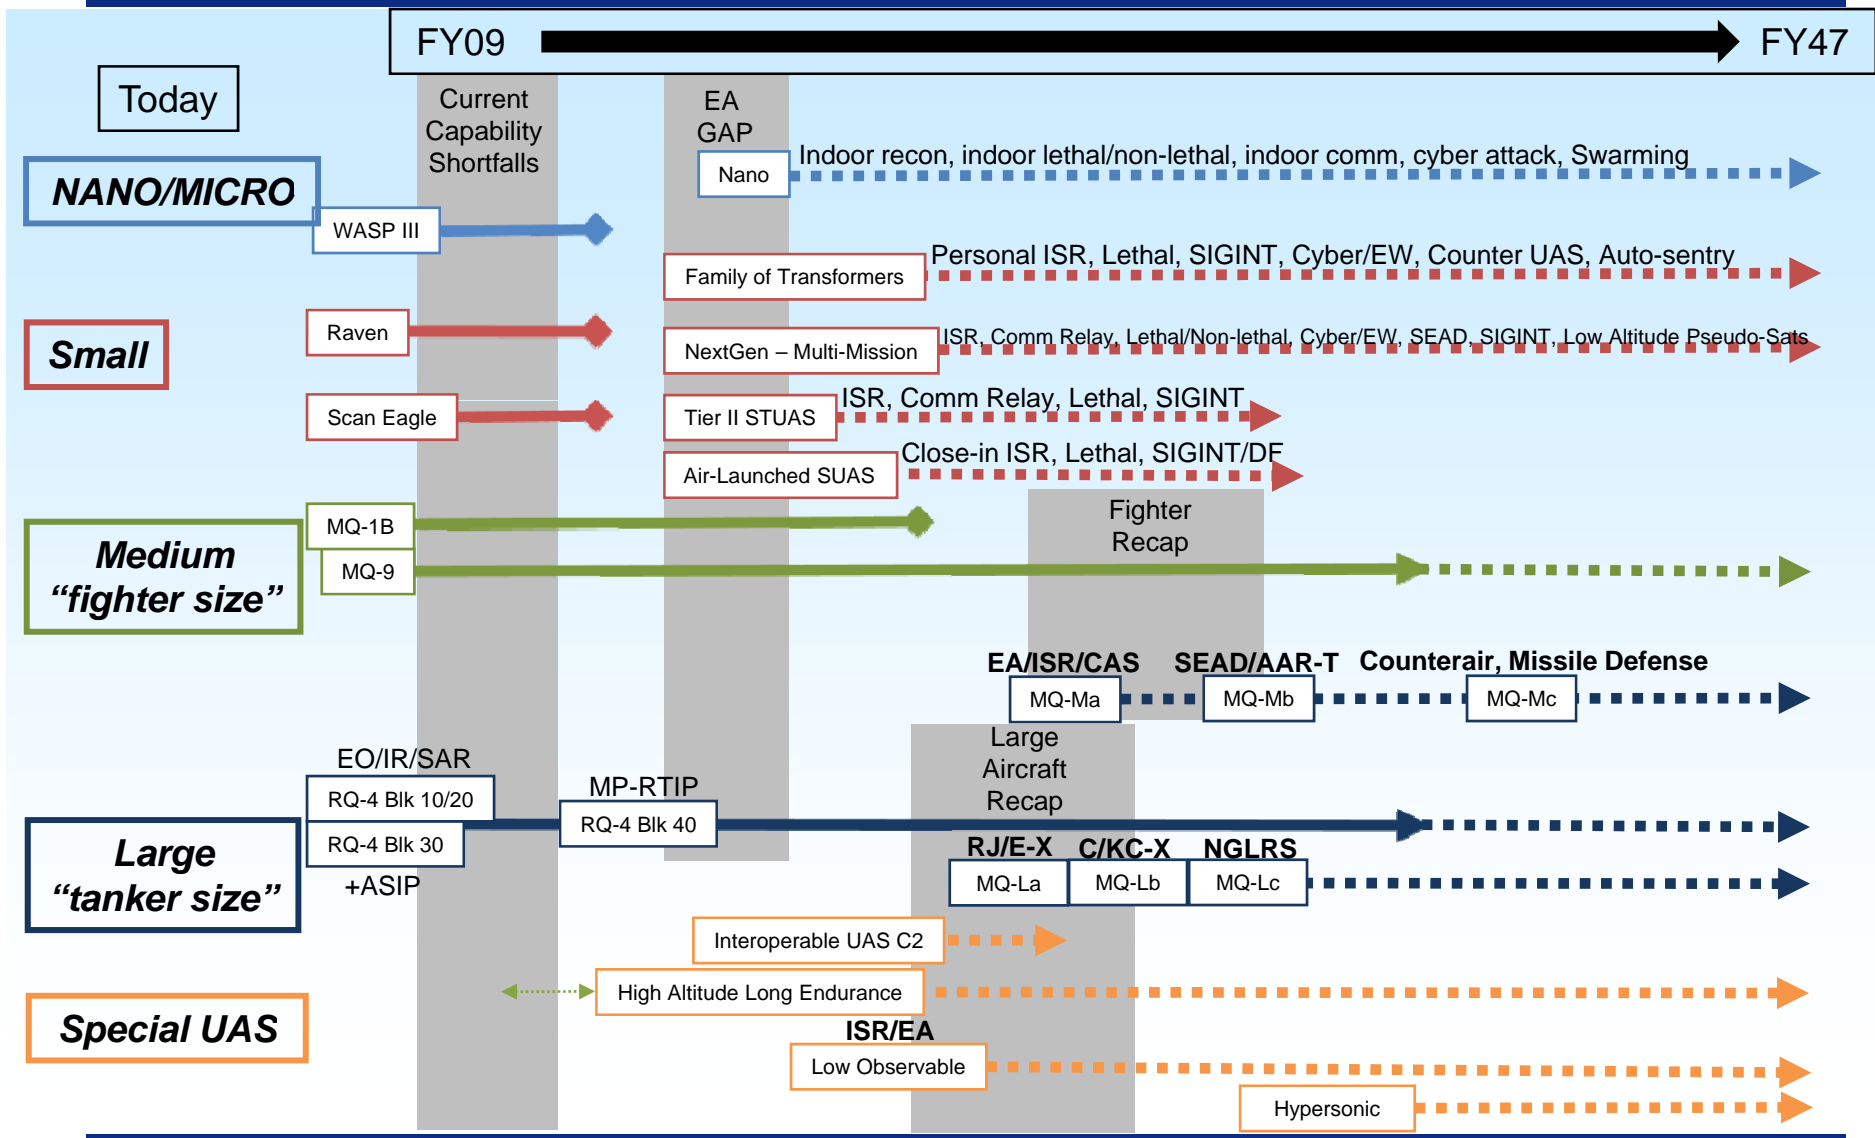 FY09
FY47
Today
Current
Capability
Shortfalls
EA
GAP
NANO/MICRO
Nano
Indoor recon, indoor lethal/non-lethal, indoor comm, cyber attack, Swarming
WASP III
Family of Transformers
Personal ISR, Lethal, SIGINT, Cyber/EW, Counter UAS, Auto-sentry
Small
Raven
NextGen – Multi-Mission
ISR, Comm Relay, Lethal/Non-lethal, Cyber/EW, SEAD, SIGINT, Low Altitude Pseudo-Sats
Scan Eagle
Tier II STUAS
ISR, Comm Relay, Lethal, SIGINT
Air-Launched SUAS
Close-in ISR, Lethal, SIGINT/DF
Medium
“fighter size”
MQ-1B
MQ-9
Fighter
Recap
EA/ISR/CAS
SEAD/AAR-T
Counterair, Missile Defense
MQ-Ma
MQ-Mb
MQ-Mc
Large
Aircraft
Recap
Large
“tanker size”
EO/IR/SAR
RQ-4 Blk 10/20
RQ-4 Blk 30
+ASIP
MP-RTIP
RQ-4 Blk 40
RJ/E-X
C/KC-X
NGLRS
MQ-La
MQ-Lb
MQ-Lc
Special UAS
Interoperable UAS C2
High Altitude Long Endurance
ISR/EA
Low Observable
Hypersonic